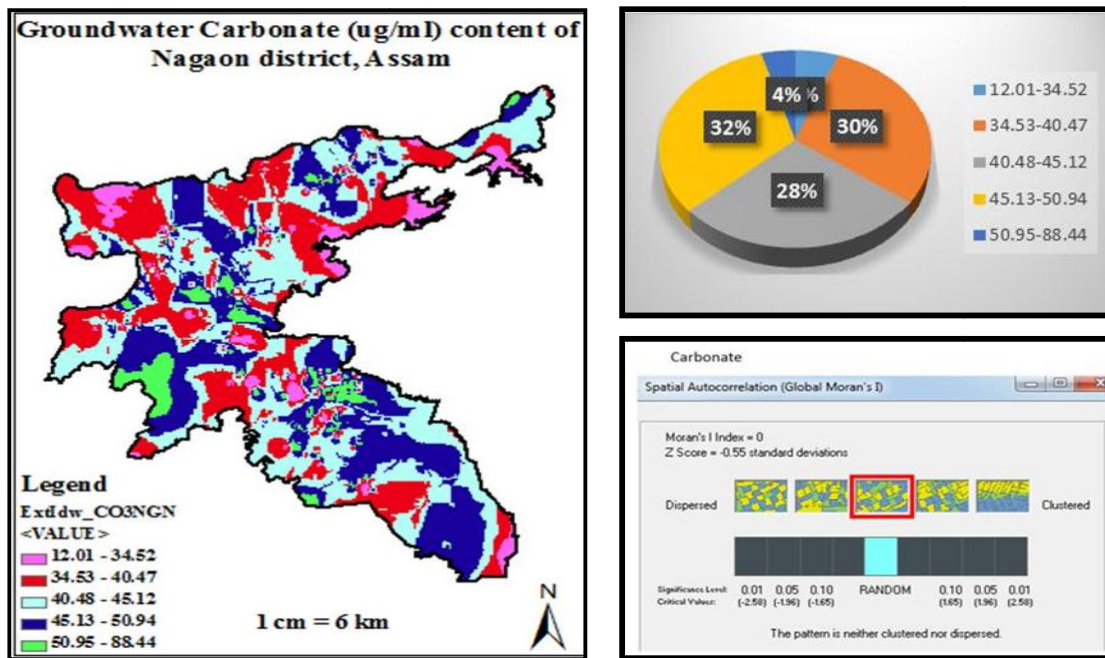 Groundwater Carbonate (ug/ml) content of
Nagaon district, Assam
Legend
<VALUE>
12.01 - 34.52
34.53 - 40.47
40.48 - 45.12
45.13 - 50.94
50.95 - 88.44
1 cm = 6 km
N
4%
%
32%
30%
28%
12.01-34.52
34.53-40.47
40.48-45.12
45.13-50.94
50.95-88.44
Carbonate
Spatial Autocorrelation (Global Moran's I)
Moran's I Index = 0
Z Score = -0.55 standard deviations
Dispersed
Clustered
Significance Level: 0.01 0.05 0.10 RANDOM 0.10 0.05 0.01
Critical Values: (-2.58) (-1.96) (-1.65) (1.65) (1.96) (2.58)
The pattern is neither clustered nor dispersed.